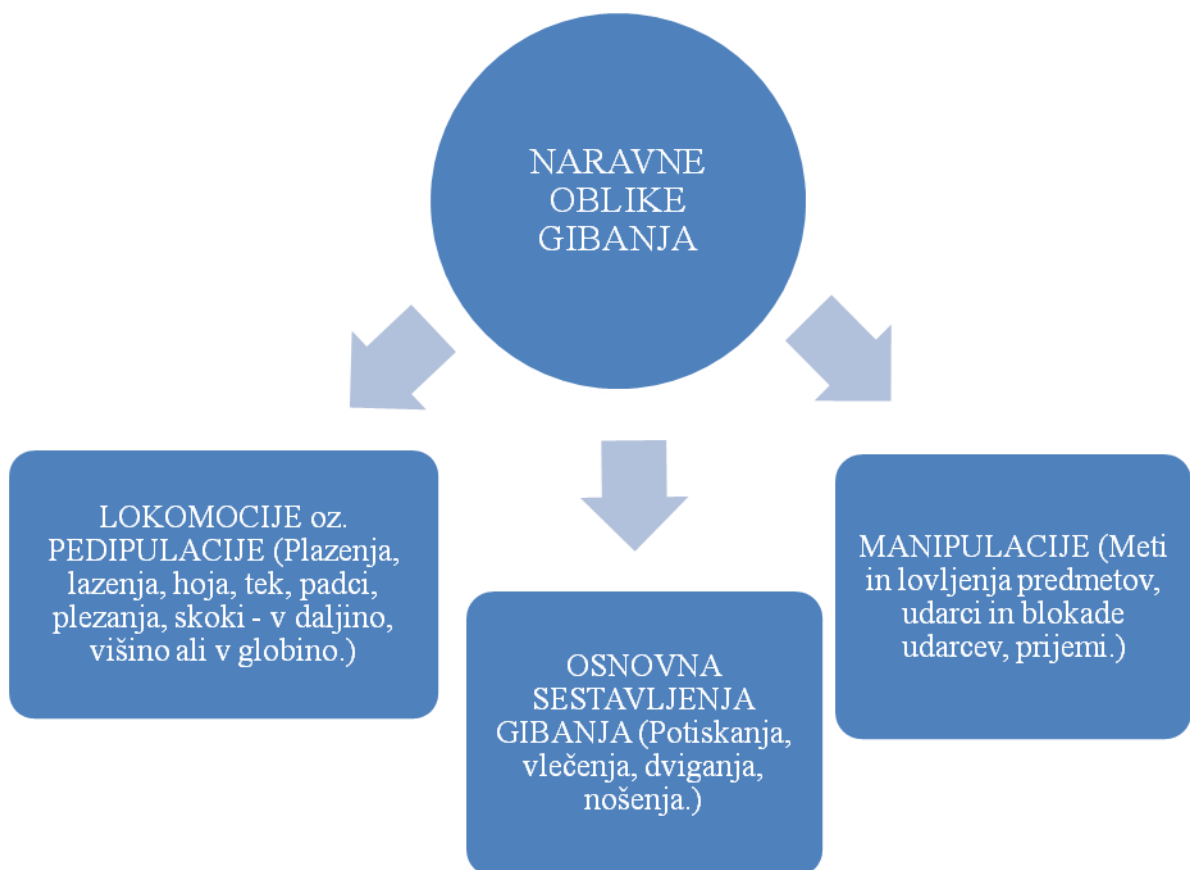 NARAVNE
OBLIKE
GIBANJA
LOKOMOCIJE oz.
PEDIPULACIJE (Plazenja,
lazenja, hoja, tek, padci,
plezanja, skoki - v daljino,
višino ali v globino.)
OSNOVNA
SESTAVLJENJA
GIBANJA (Potiskanja,
vlečenja, dviganja,
nošenja.)
MANIPULACIJE (Meti
in lovljenja predmetov,
udarci in blokade
udarcev, prijemi.)